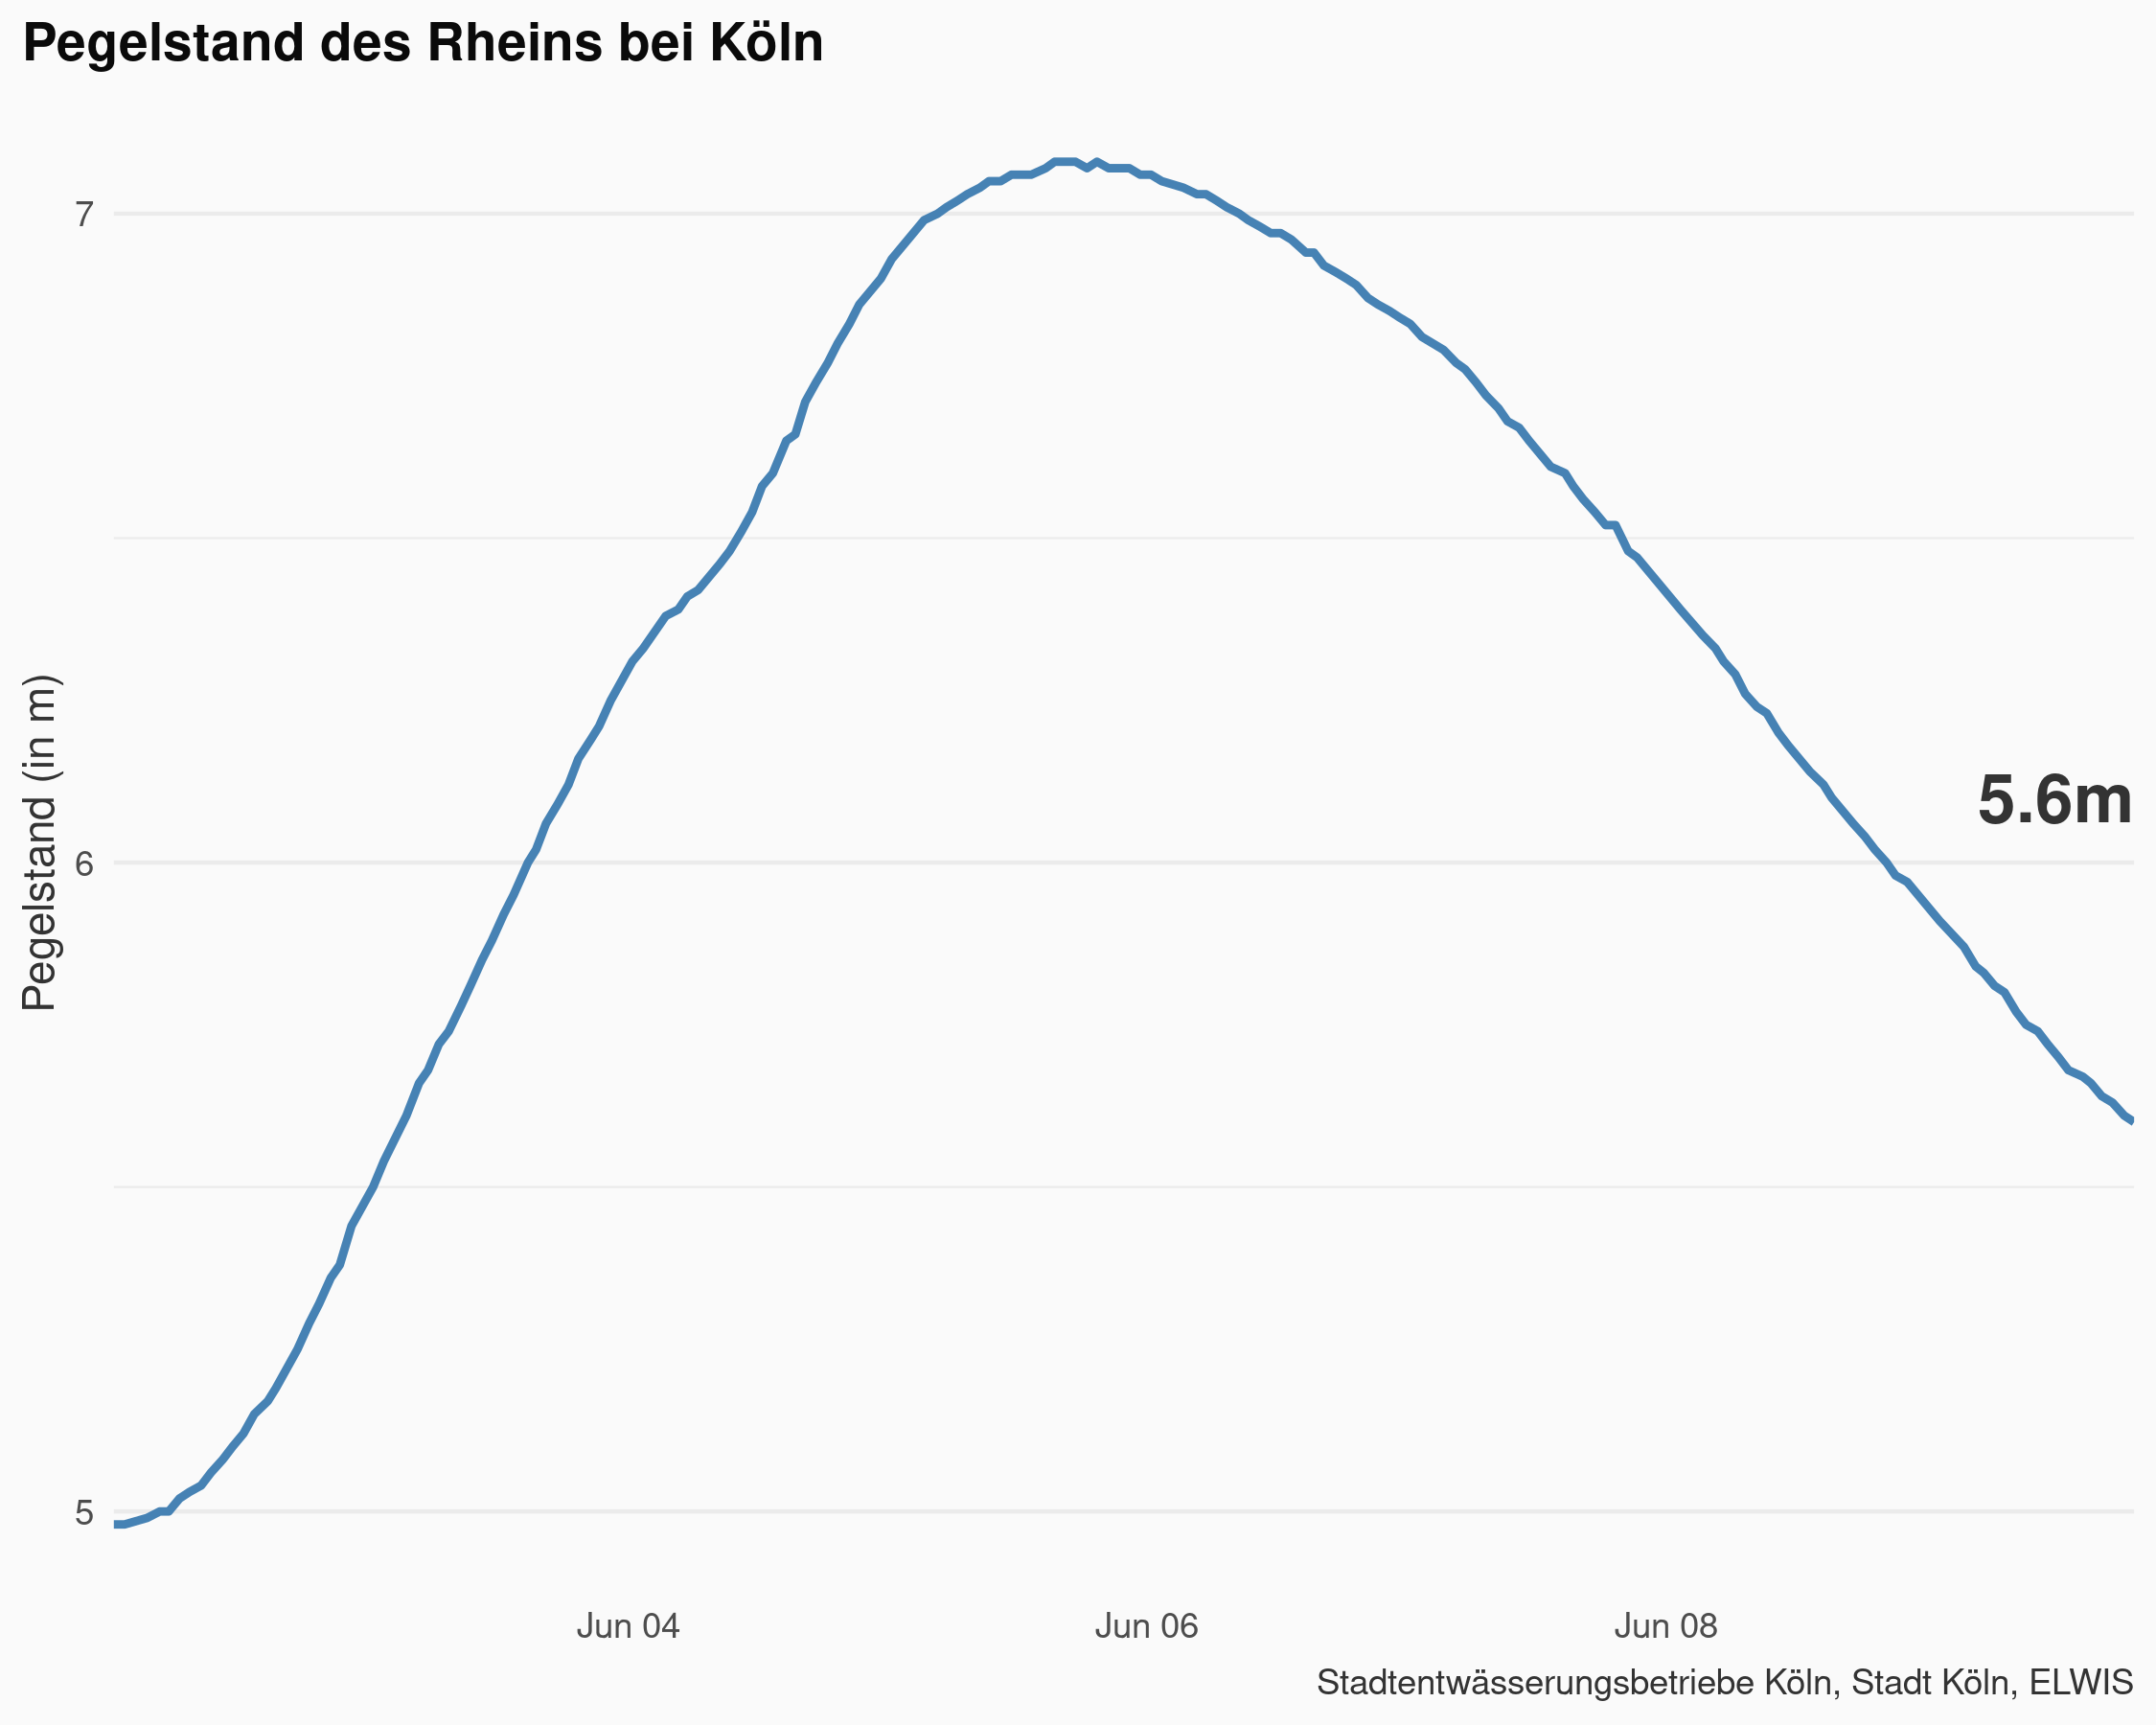 Pegelstand des Rheins bei Köln
Pegelstand (in m)
7
6
5
5.6m
Jun 04
Jun 06
Jun 08
Stadtentwässerungsbetriebe Köln, Stadt Köln, ELWIS